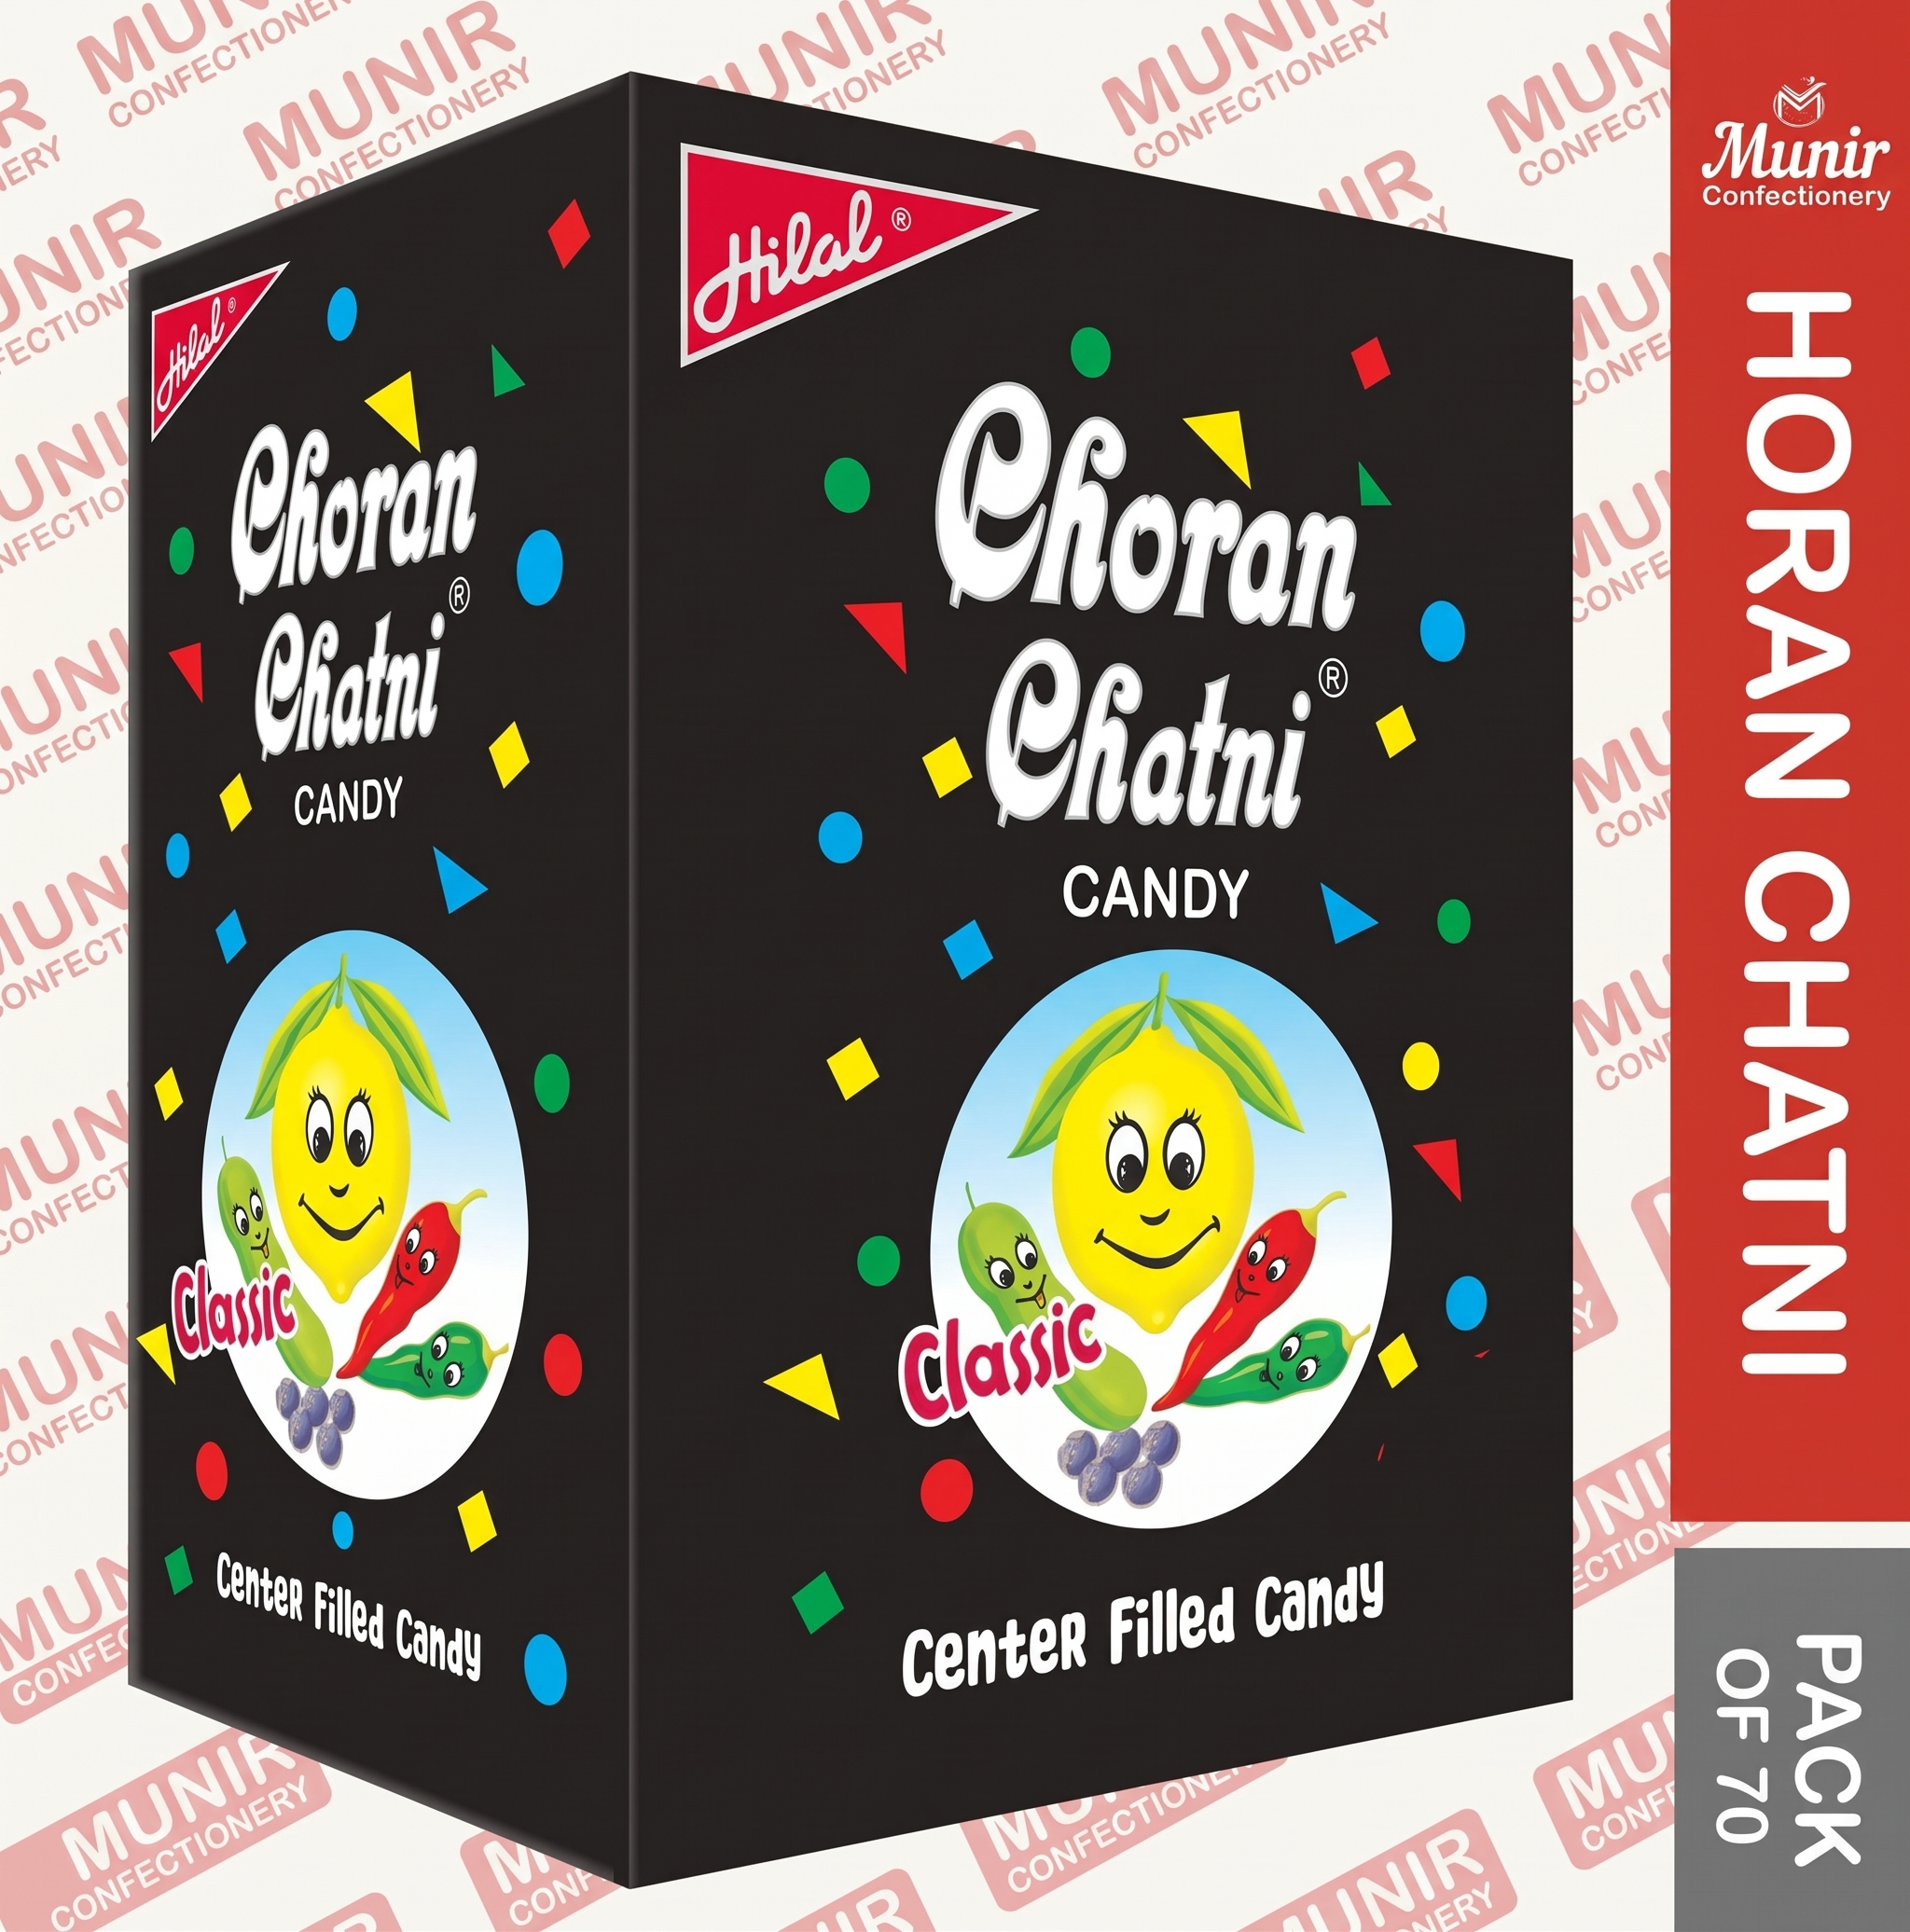 Hilal ®
Choran
Chatni ®
CANDY
Classic
Center Filled Candy
Hilal ®
Choran
Chatni ®
CANDY
Classic
Center Filled Candy
Munir
Confectionery
HORAN CHATNI
PACK
OF 70
MUNIR
CONFECTIONERY